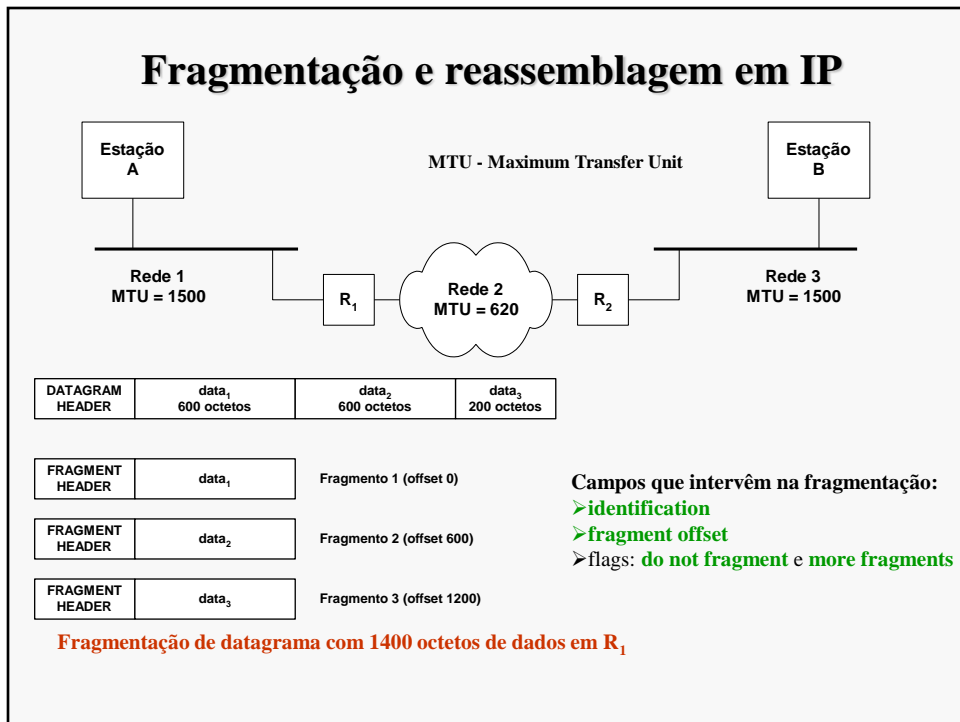 Fragmentação e reassemblagem em IP
Estação
A
MTU - Maximum Transfer Unit
Estação
B
Rede 1
MTU = 1500
R1
Rede 2
MTU = 620
R2
Rede 3
MTU = 1500
DATAGRAM
HEADER
data1
600 octetos
data2
600 octetos
data3
200 octetos
FRAGMENT
HEADER
data1
Fragmento 1 (offset 0)
FRAGMENT
HEADER
data2
Fragmento 2 (offset 600)
FRAGMENT
HEADER
data3
Fragmento 3 (offset 1200)
Campos que intervêm na fragmentação:
➢identification
➢fragment offset
➢flags: do not fragment e more fragments
Fragmentação de datagrama com 1400 octetos de dados em R1